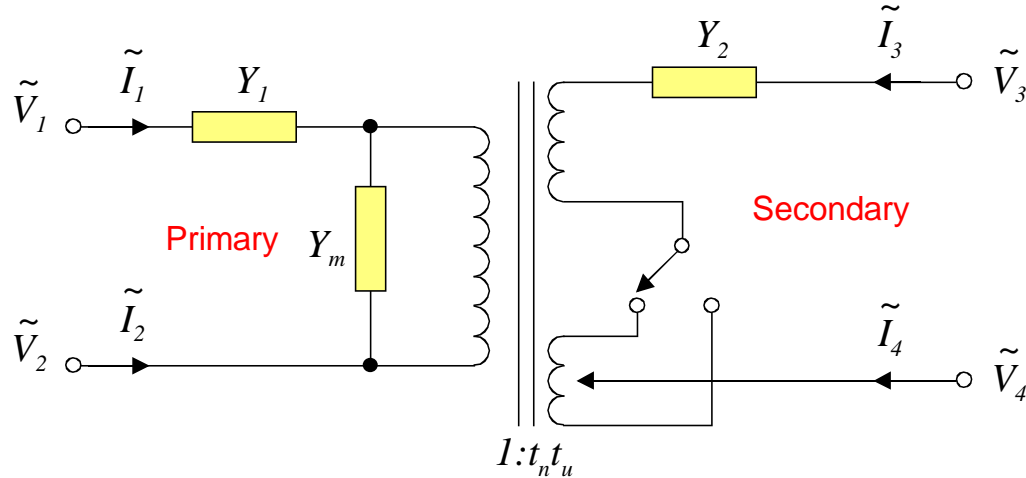 Ṽ₁
Ĩ₁
Y₁
Y₂
Ĩ₃
Ṽ₃
Primary
Yₘ
Secondary
Ṽ₂
Ĩ₂
Ĩ₄
Ṽ₄
1:tₙtᵤ